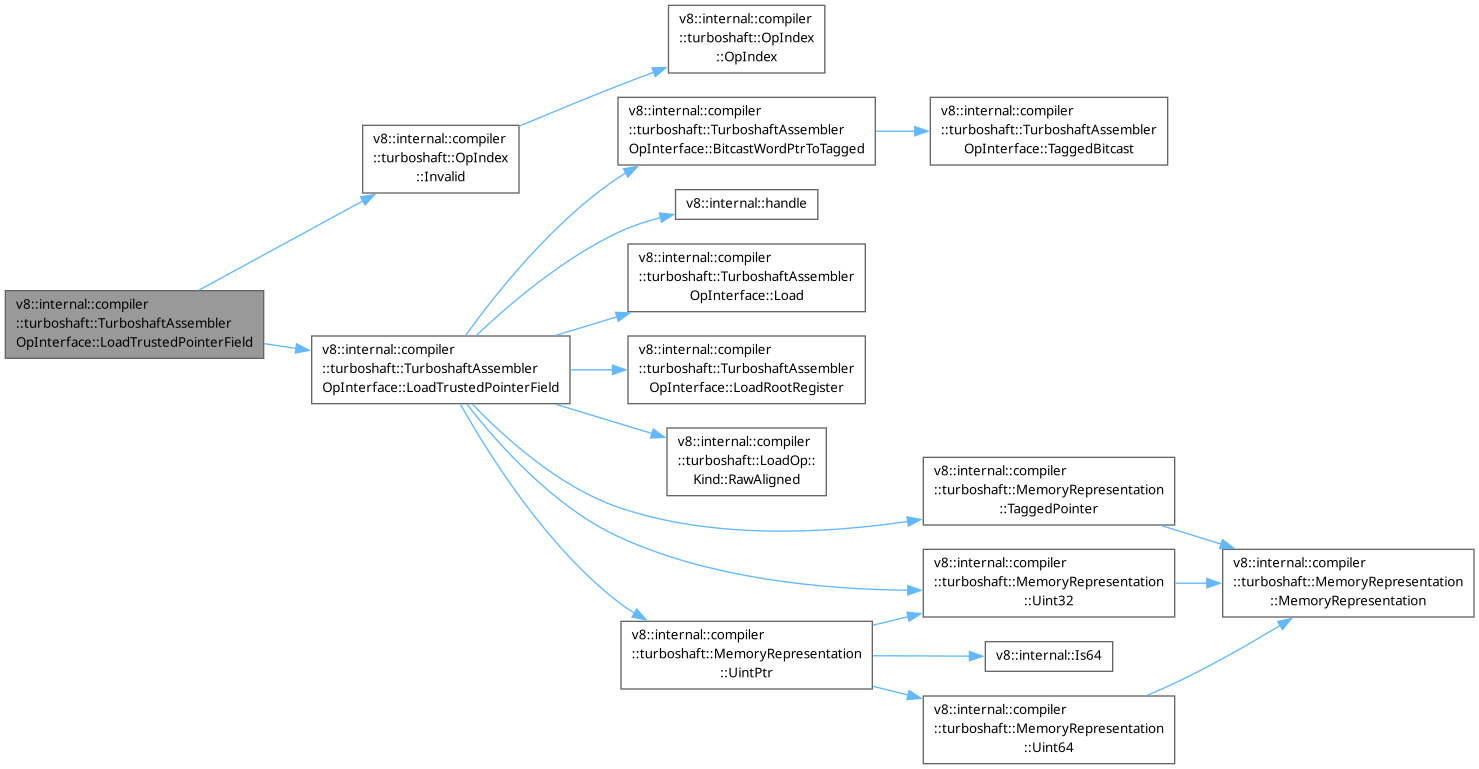 v8::internal::compiler
::turboshaft::OpIndex
::OpIndex
v8::internal::compiler
::turboshaft::TurboshaftAssembler
OpInterface::BitcastWordPtrToTagged
v8::internal::compiler
::turboshaft::TurboshaftAssembler
OpInterface::TaggedBitcast
v8::internal::compiler
::turboshaft::OpIndex
::Invalid
v8::internal::handle
v8::internal::compiler
::turboshaft::TurboshaftAssembler
OpInterface::Load
v8::internal::compiler
::turboshaft::TurboshaftAssembler
OpInterface::LoadTrustedPointerField
v8::internal::compiler
::turboshaft::TurboshaftAssembler
OpInterface::LoadTrustedPointerField
v8::internal::compiler
::turboshaft::TurboshaftAssembler
OpInterface::LoadRootRegister
v8::internal::compiler
::turboshaft::LoadOp::
Kind::RawAligned
v8::internal::compiler
::turboshaft::MemoryRepresentation
::TaggedPointer
v8::internal::compiler
::turboshaft::MemoryRepresentation
::Uint32
v8::internal::compiler
::turboshaft::MemoryRepresentation
::MemoryRepresentation
v8::internal::compiler
::turboshaft::MemoryRepresentation
::UintPtr
v8::internal::Is64
v8::internal::compiler
::turboshaft::MemoryRepresentation
::Uint64